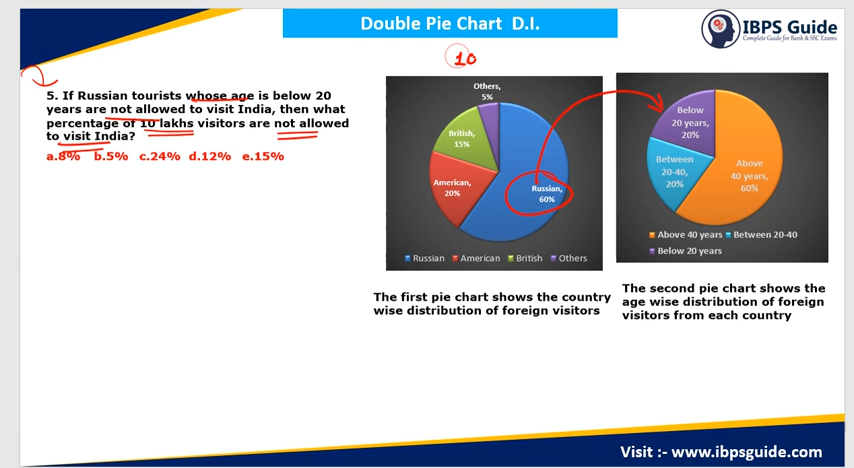 Double Pie Chart D.I.
IBPS Guide
Complete Guide for Bank & SSC Exams
10
5. If Russian tourists whose age is below 20
years are not allowed to visit India, then what
percentage of 10 lakhs visitors are not allowed
to visit India?
a.8% b.5% c.24% d.12% e.15%
Others,
5%
British,
15%
American,
20%
Russian,
60%
Russian American British Others
Below
20 years,
20%
Between
20-40,
20%
Above
40 years,
60%
Above 40 years Between 20-40
Below 20 years
The first pie chart shows the country
wise distribution of foreign visitors
The second pie chart shows the
age wise distribution of foreign
visitors from each country
Visit :- www.ibpsguide.com